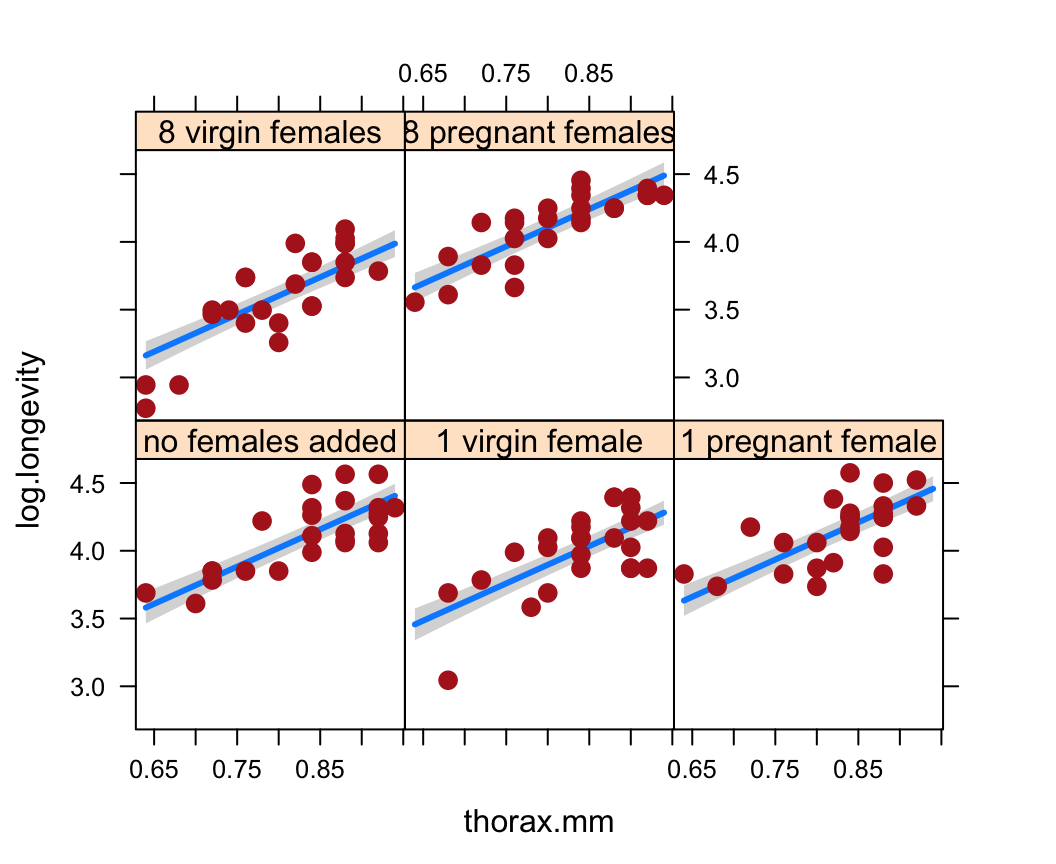 0.65 0.75 0.85
8 virgin females
8 pregnant females
4.5
4.0
3.5
3.0
no females added
1 virgin female
1 pregnant female
4.5
4.0
3.5
3.0
log.longevity
0.65 0.75 0.85
0.65 0.75 0.85
thorax.mm